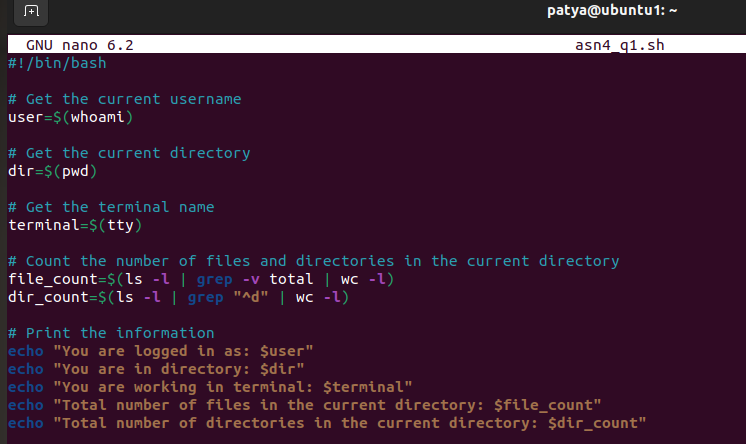 patya@ubuntu1: ~
GNU nano 6.2 asn4_q1.sh
#!/bin/bash
# Get the current username
user=$(whoami)
# Get the current directory
dir=$(pwd)
# Get the terminal name
terminal=$(tty)
# Count the number of files and directories in the current directory
file_count=$(ls -l | grep -v total | wc -l)
dir_count=$(ls -l | grep "^d" | wc -l)
# Print the information
echo "You are logged in as: $user"
echo "You are in directory: $dir"
echo "You are working in terminal: $terminal"
echo "Total number of files in the current directory: $file_count"
echo "Total number of directories in the current directory: $dir_count"